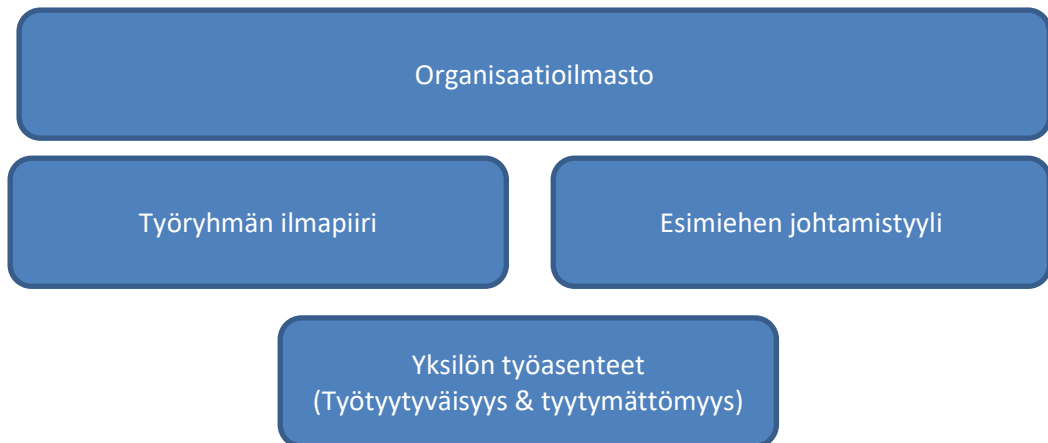 Organisaatioilmasto
Työryhmän ilmapiiri
Esimiehen johtamistyyli
Yksilön työasenteet
(Työtyytyväisyys & tyytymättömyys)